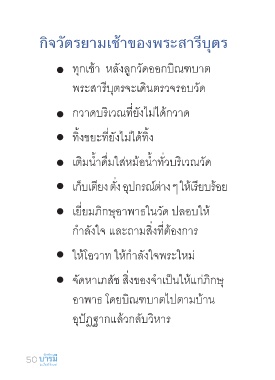 กิจวัตรยามเช้าของพระสารีบุตร
● ทุกเช้า หลังลูกวัดออกบิณฑบาต
พระสารีบุตรจะเดินตรวจรอบวัด
● กวาดบริเวณที่ยังไม่ได้กวาด
● ทิ้งขยะที่ยังไม่ได้ทิ้ง
● เติมน้ำดื่มใส่หม้อน้ำทั่วบริเวณวัด
● เก็บเตียง ตั่ง อุปกรณ์ต่าง ๆ ให้เรียบร้อย
● เยี่ยมภิกษุอาพาธในวัด ปลอบให้
กำลังใจ และถามสิ่งที่ต้องการ
● ให้โอวาท ให้กำลังใจพระใหม่
● จัดหาเภสัช สิ่งของจำเป็นให้แก่ภิกษุ
อาพาธ โดยบิณฑบาตไปตามบ้าน
อุปัฏฐากแล้วกลับวิหาร
50 บารมี